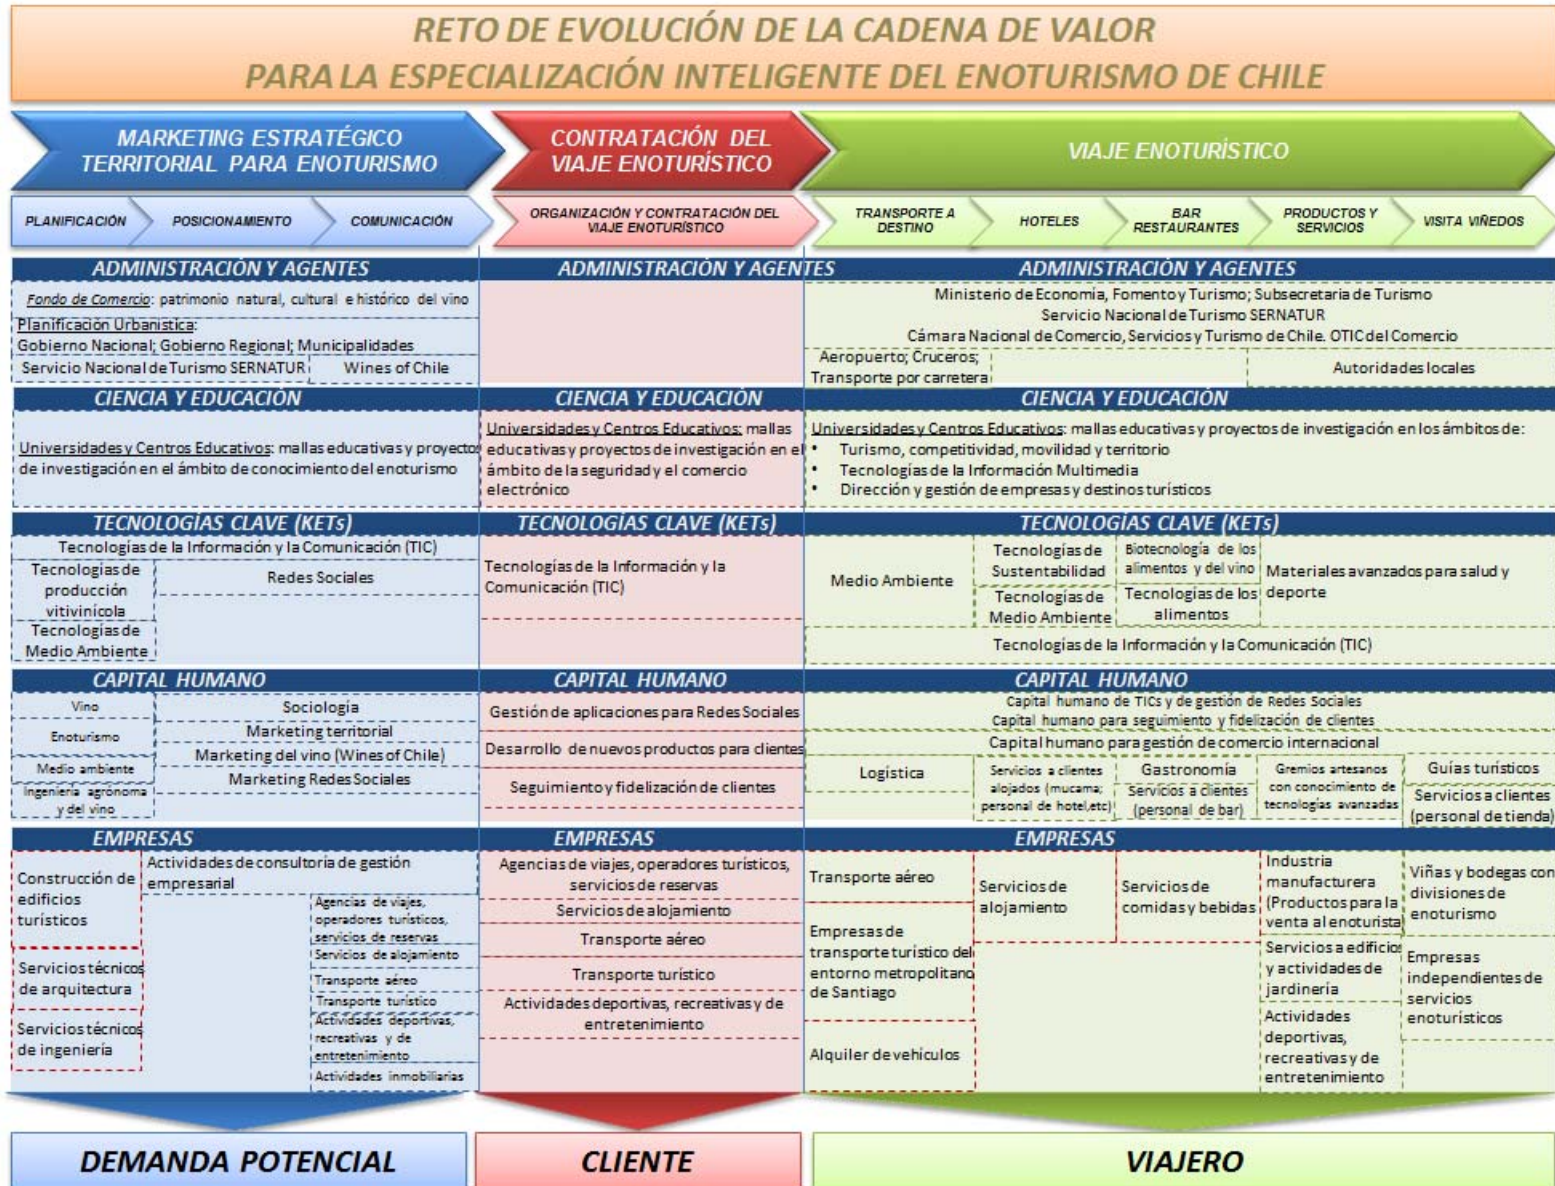 RETO DE EVOLUCIÓN DE LA CADENA DE VALOR
PARA LA ESPECIALIZACIÓN INTELIGENTE DEL ENOTURISMO DE CHILE
MARKETING ESTRATÉGICO
TERRITORIAL PARA ENOTURISMO
CONTRATACIÓN DEL
VIAJE ENOTURÍSTICO
VIAJE ENOTURÍSTICO
PLANIFICACIÓN
POSICIONAMIENTO
COMUNICACIÓN
ORGANIZACIÓN Y CONTRATACIÓN DEL
VIAJE ENOTURÍSTICO
TRANSPORTE A
DESTINO
HOTELES
BAR
RESTAURANTES
PRODUCTOS Y
SERVICIOS
VISITA VIÑEDOS
ADMINISTRACIÓN Y AGENTES
Fondo de Comercio: patrimonio natural, cultural e histórico del vino
Planificación Urbanistica:
Gobierno Nacional; Gobierno Regional; Municipalidades
Servicio Nacional de Turismo SERNATUR
Wines of Chile
ADMINISTRACIÓN Y AGENTES
ADMINISTRACIÓN Y AGENTES
Ministerio de Economía, Fomento y Turismo; Subsecretaria de Turismo
Servicio Nacional de Turismo SERNATUR
Cámara Nacional de Comercio, Servicios y Turismo de Chile. OTIC del Comercio
Aeropuerto; Cruceros;
Transporte por carretera
Autoridades locales
CIENCIA Y EDUCACIÓN
Universidades y Centros Educativos: mallas educativas y proyectos
de investigación en el ámbito de conocimiento del enoturismo
CIENCIA Y EDUCACIÓN
Universidades y Centros Educativos: mallas
educativas y proyectos de investigación en el
ámbito de la seguridad y el comercio
electrónico
CIENCIA Y EDUCACIÓN
Universidades y Centros Educativos: mallas educativas y proyectos de investigación en los ámbitos de:
• Turismo, competitividad, movilidad y territorio
• Tecnologías de la Información Multimedia
• Dirección y gestión de empresas y destinos turísticos
TECNOLOGÍAS CLAVE (KETs)
Tecnologías de la Información y la Comunicación (TIC)
Tecnologías de
producción
vitivinícola
Redes Sociales
Tecnologías de
Medio Ambiente
TECNOLOGÍAS CLAVE (KETs)
Tecnologías de la Información y la
Comunicación (TIC)
TECNOLOGÍAS CLAVE (KETs)
Medio Ambiente
Tecnologías de
Sustentabilidad
Tecnologías de
Medio Ambiente
Biotecnología de los
alimentos y del vino
Tecnologías de los
alimentos
Materiales avanzados para salud y
deporte
Tecnologías de la Información y la Comunicación (TIC)
CAPITAL HUMANO
Vino
Enoturismo
Medio ambiente
Ingeniería agrónoma
y del vino
Sociología
Marketing territorial
Marketing del vino (Wines of Chile)
Marketing Redes Sociales
CAPITAL HUMANO
Gestión de aplicaciones para Redes Sociales
Desarrollo de nuevos productos para clientes
Seguimiento y fidelización de clientes
CAPITAL HUMANO
Capital humano de TICs y de gestión de Redes Sociales
Capital humano para seguimiento y fidelización de clientes
Capital humano para gestión de comercio internacional
Logística
Servicios a clientes
alojados (mucama;
personal de hotel,etc)
Gastronomía
Servicios a clientes
(personal de bar)
Gremios artesanos
con conocimiento de
tecnologías avanzadas
Guías turísticos
Servicios a clientes
(personal de tienda)
EMPRESAS
Construcción de
edificios
turísticos
Servicios técnicos
de arquitectura
Servicios técnicos
de ingeniería
Actividades de consultoría de gestión
empresarial
Agencias de viajes,
operadores turísticos,
servicios de reservas
Servicios de alojamiento
Transporte aéreo
Transporte turístico
Actividades deportivas,
recreativas y de
entretenimiento
Actividades inmobiliarias
EMPRESAS
Agencias de viajes, operadores turísticos,
servicios de reservas
Servicios de alojamiento
Transporte aéreo
Transporte turístico
Actividades deportivas, recreativas y de
entretenimiento
EMPRESAS
Transporte aéreo
Empresas de
transporte turístico del
entorno metropolitano
de Santiago
Alquiler de vehículos
Servicios de
alojamiento
Servicios de
comidas y bebidas
Industria
manufacturera
(Productos para la
venta al enoturista)
Servicios a edificios
y actividades de
jardinería
Actividades
deportivas,
recreativas y de
entretenimiento
Viñas y bodegas con
divisiones de
enoturismo
Empresas
independientes de
servicios
enoturísticos
DEMANDA POTENCIAL
CLIENTE
VIAJERO